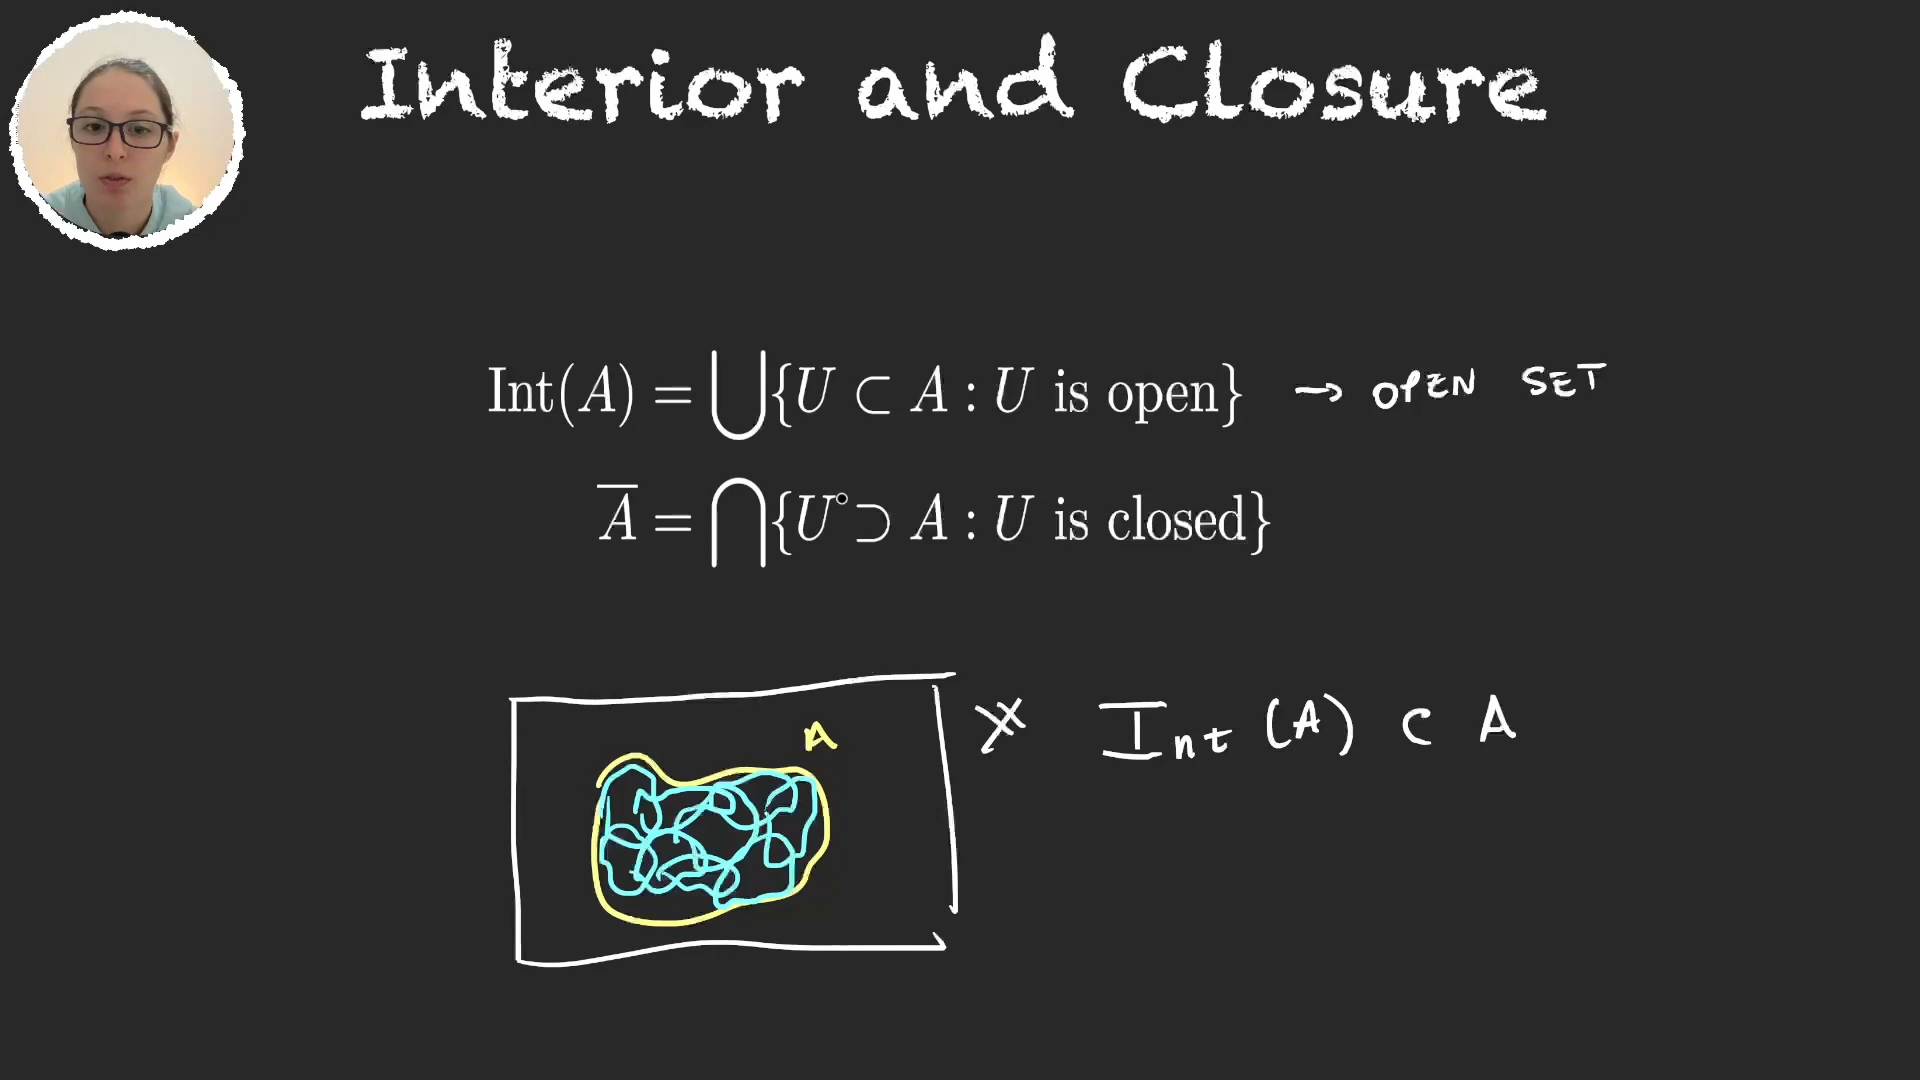 Interior and Closure
Int(A) = ⋃{U ⊂ A : U is open} → OPEN SET
A̅ = ⋂{U ⊃ A : U is closed}
A
X Int (A) ⊂ A